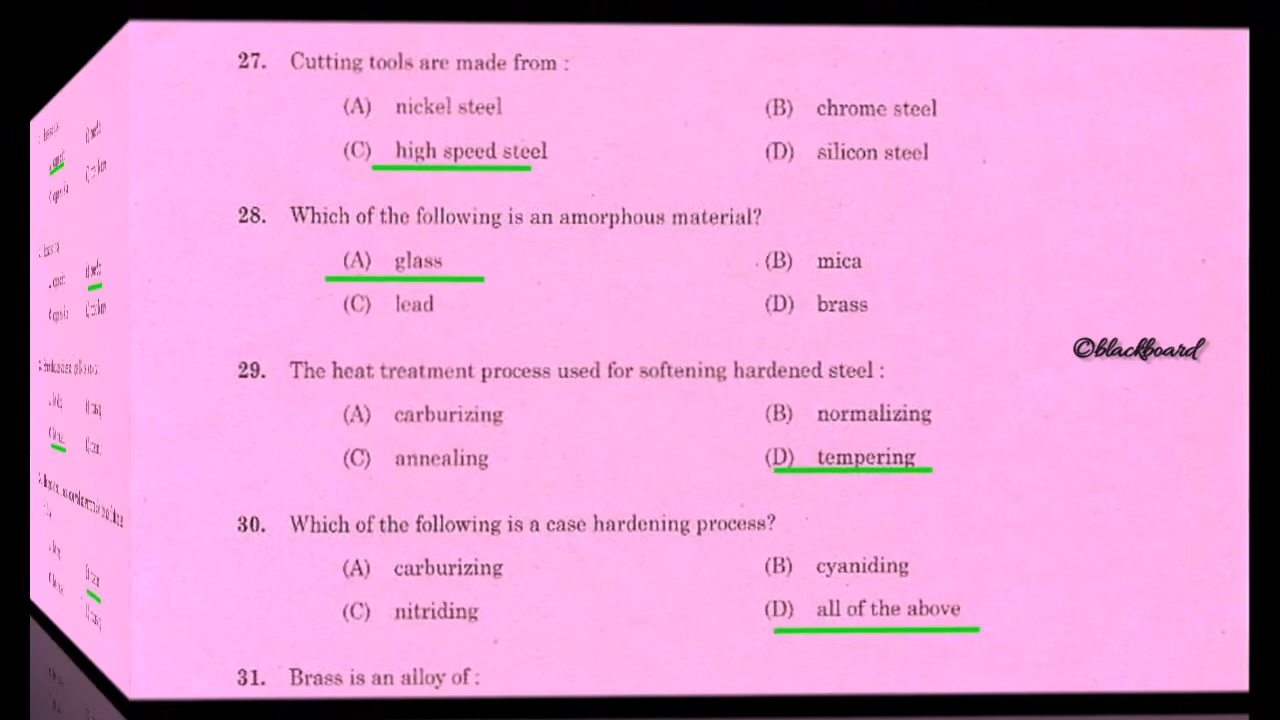 27. Cutting tools are made from :
(A) nickel steel (B) chrome steel
(C) high speed steel (D) silicon steel
28. Which of the following is an amorphous material?
(A) glass (B) mica
(C) lead (D) brass
©blackboard
29. The heat treatment process used for softening hardened steel :
(A) carburizing (B) normalizing
(C) annealing (D) tempering
30. Which of the following is a case hardening process?
(A) carburizing (B) cyaniding
(C) nitriding (D) all of the above
31. Brass is an alloy of :